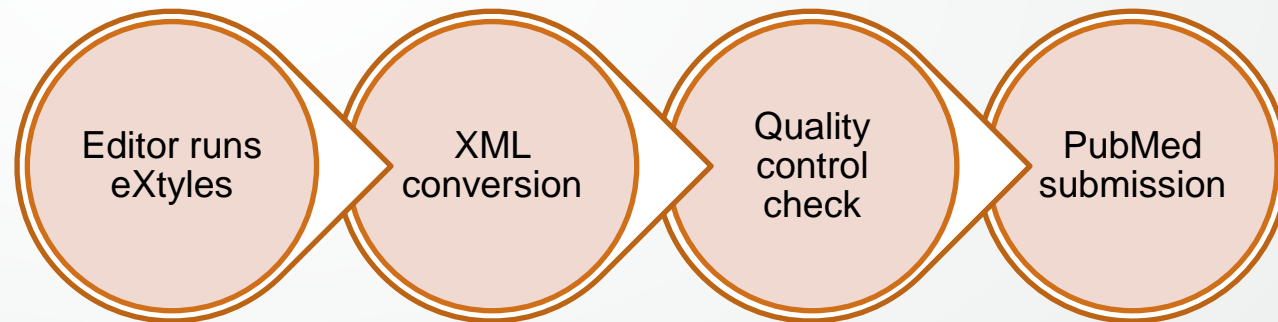 Editor runs
eXtyles
XML
conversion
Quality
control
check
PubMed
submission